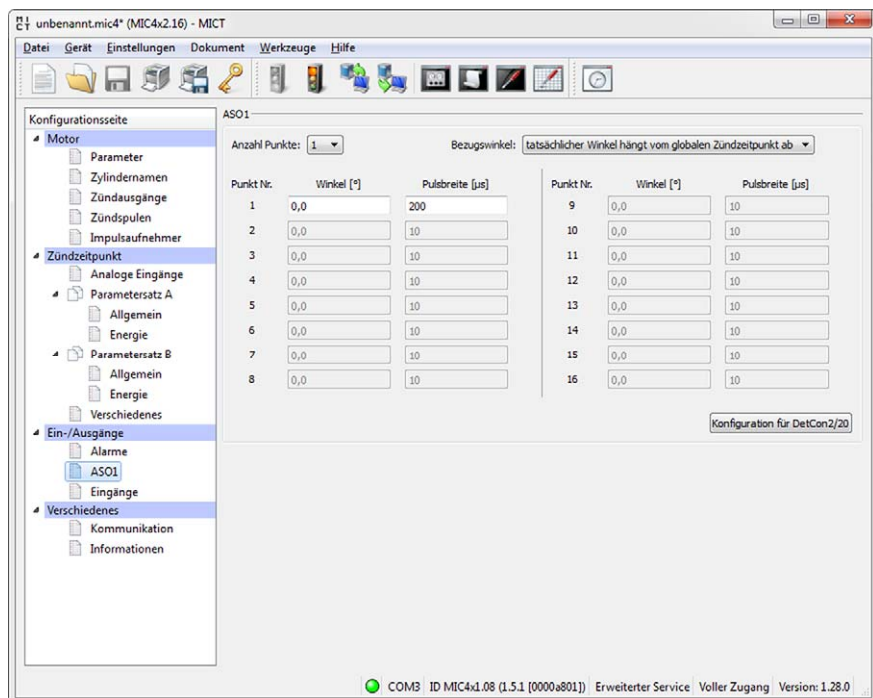 unbenannt.mic4* (MIC4x2.16) - MICT
Datei Gerät Einstellungen Dokument Werkzeuge Hilfe
Konfigurationsseite
Motor
Parameter
Zylindernamen
Zündausgänge
Zündspulen
Impulsaufnehmer
Zündzeitpunkt
Analoge Eingänge
Parametersatz A
Allgemein
Energie
Parametersatz B
Allgemein
Energie
Verschiedenes
Ein-/Ausgänge
Alarme
ASO1
Eingänge
Verschiedenes
Kommunikation
Informationen
ASO1
Anzahl Punkte: 1 Bezugswinkel: tatsächlicher Winkel hängt vom globalen Zündzeitpunkt ab
Punkt Nr. Winkel [°] Pulsbreite [µs] Punkt Nr. Winkel [°] Pulsbreite [µs]
1 0,0 200 9 0,0 10
2 0,0 10 10 0,0 10
3 0,0 10 11 0,0 10
4 0,0 10 12 0,0 10
5 0,0 10 13 0,0 10
6 0,0 10 14 0,0 10
7 0,0 10 15 0,0 10
8 0,0 10 16 0,0 10
Konfiguration für DetCon2/20
COM3 ID MIC4x1.08 (1.5.1 [0000a801]) Erweiterter Service Voller Zugang Version: 1.28.0